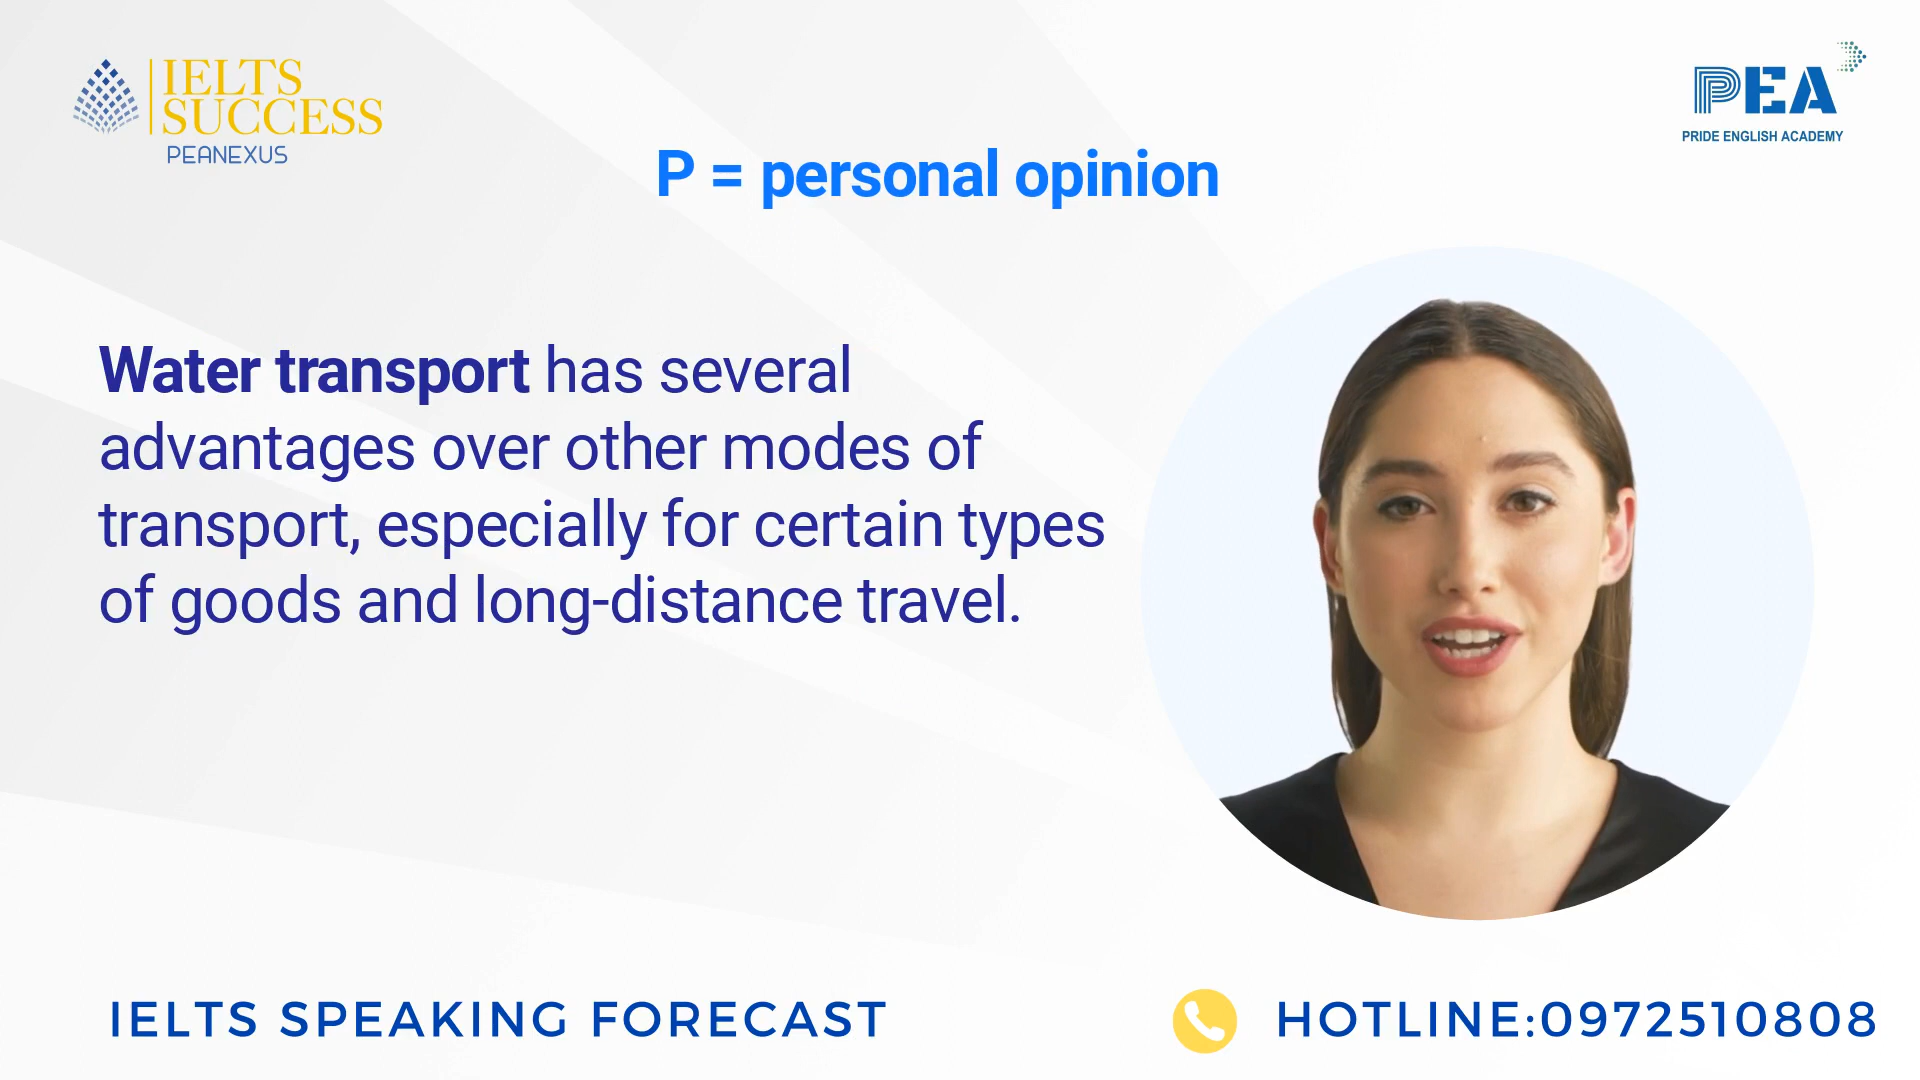 IELTS
SUCCESS
PEANEXUS
PEA
PRIDE ENGLISH ACADEMY
P = personal opinion
Water transport has several
advantages over other modes of
transport, especially for certain types
of goods and long-distance travel.
IELTS SPEAKING FORECAST
HOTLINE:0972510808